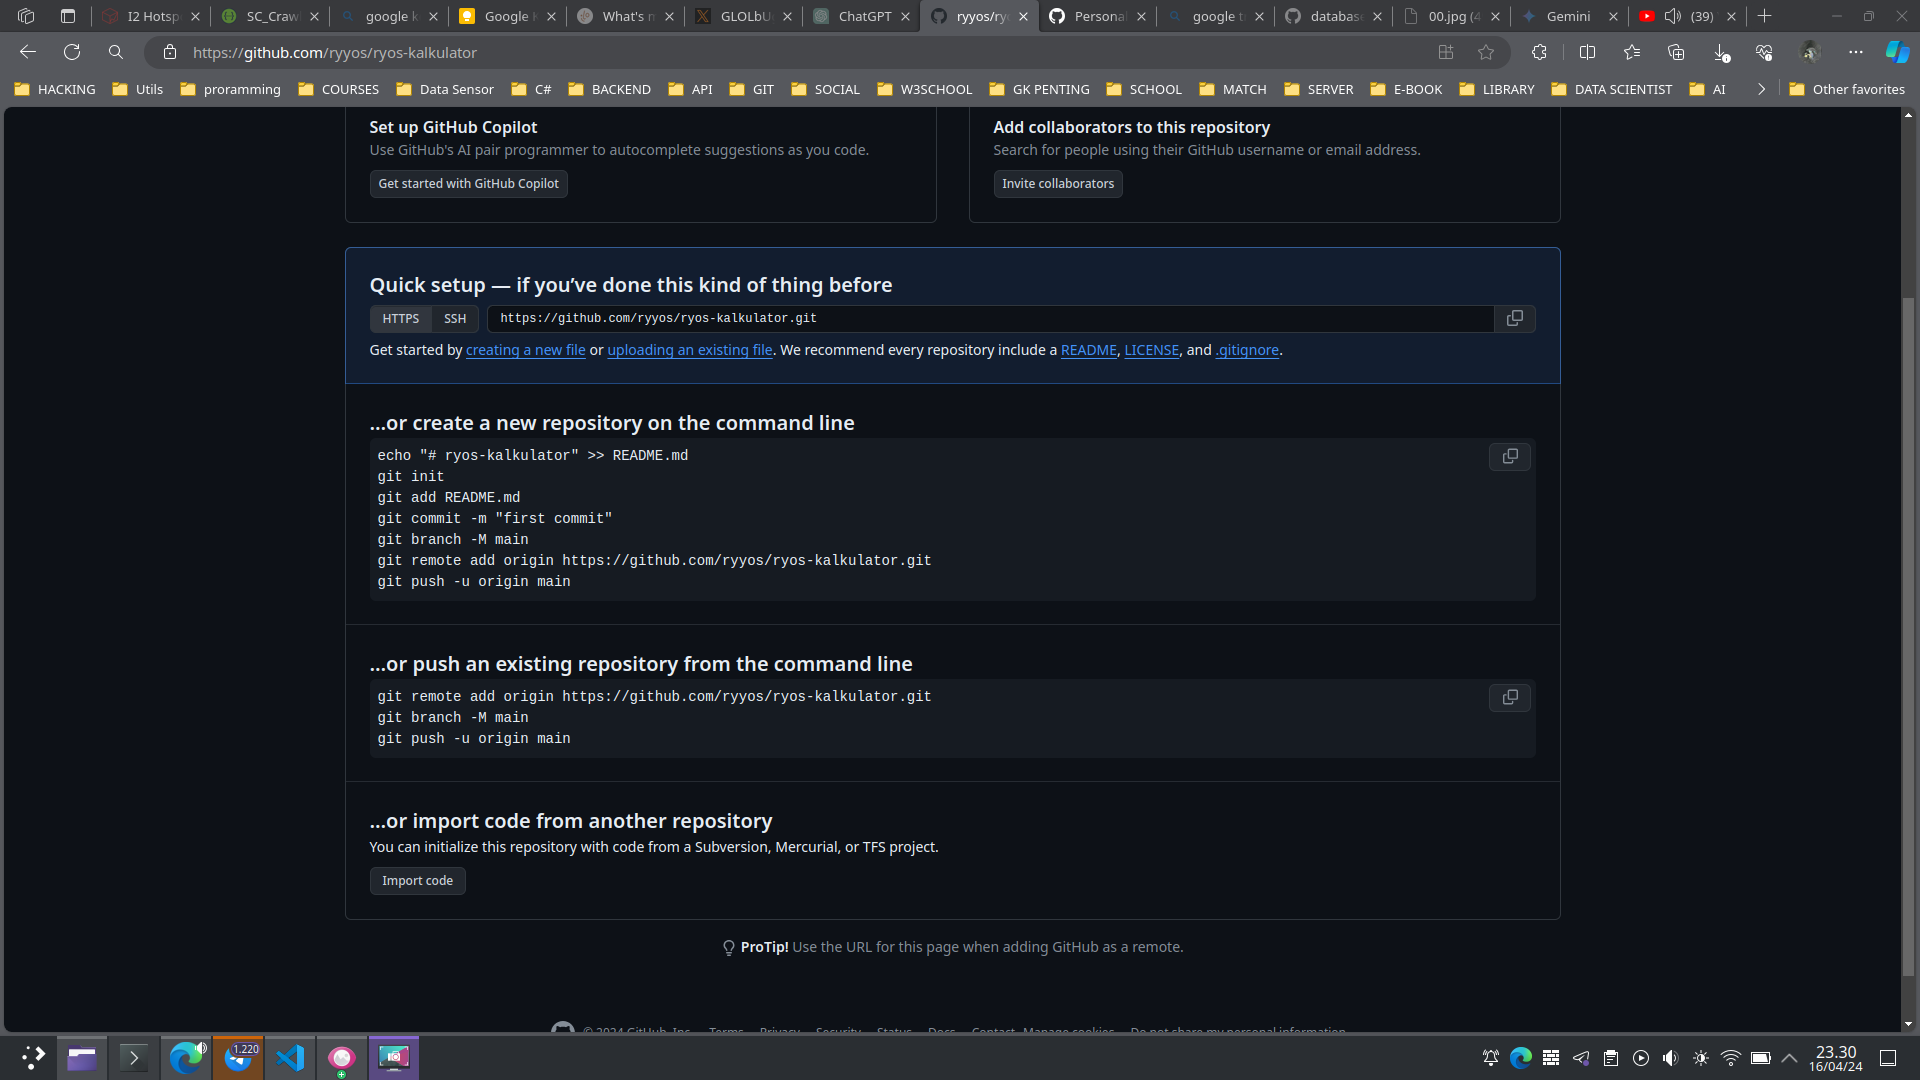 I2 Hotsp
SC_Craw
google k
Google K
What's m
GLOLbU
ChatGPT
ryyos/ry
Personal
google t
database
00.jpg (4
Gemini
(39)
https://github.com/ryyos/ryos-kalkulator
HACKING
Utils
proramming
COURSES
Data Sensor
C#
BACKEND
API
GIT
SOCIAL
W3SCHOOL
GK PENTING
SCHOOL
MATCH
SERVER
E-BOOK
LIBRARY
DATA SCIENTIST
AI
Other favorites
Set up GitHub Copilot
Use GitHub's AI pair programmer to autocomplete suggestions as you code.
Get started with GitHub Copilot
Add collaborators to this repository
Search for people using their GitHub username or email address.
Invite collaborators
Quick setup — if you’ve done this kind of thing before
HTTPS SSH https://github.com/ryyos/ryos-kalkulator.git
Get started by creating a new file or uploading an existing file. We recommend every repository include a README, LICENSE, and .gitignore.
…or create a new repository on the command line
echo "# ryos-kalkulator" >> README.md
git init
git add README.md
git commit -m "first commit"
git branch -M main
git remote add origin https://github.com/ryyos/ryos-kalkulator.git
git push -u origin main
…or push an existing repository from the command line
git remote add origin https://github.com/ryyos/ryos-kalkulator.git
git branch -M main
git push -u origin main
…or import code from another repository
You can initialize this repository with code from a Subversion, Mercurial, or TFS project.
Import code
ProTip! Use the URL for this page when adding GitHub as a remote.
© 2024 GitHub, Inc. Terms Privacy Security Status Docs Contact Manage cookies Do not share my personal information
1.220
23.30
16/04/24